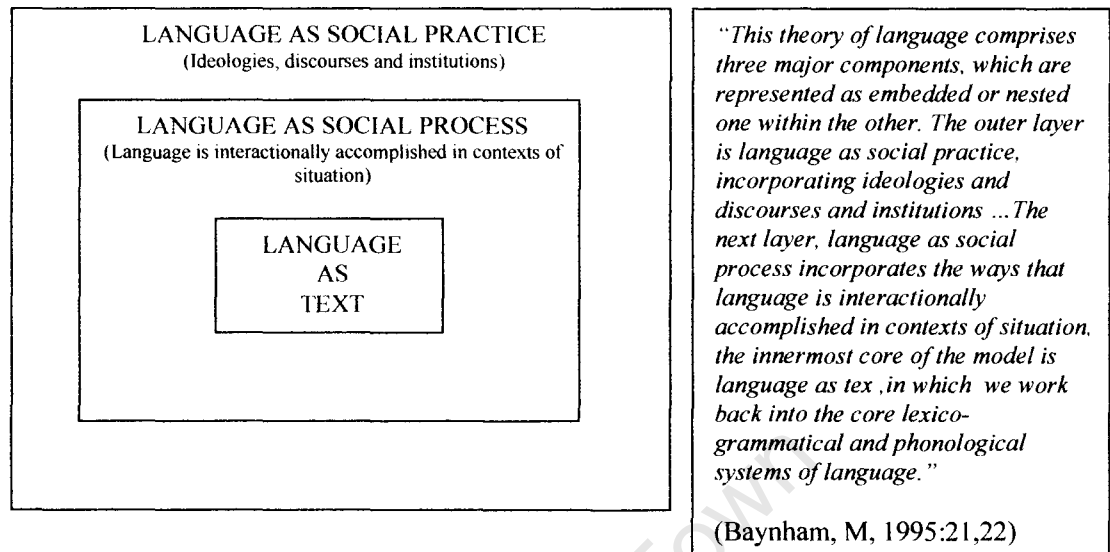 LANGUAGE AS SOCIAL PRACTICE
(Ideologies, discourses and institutions)
LANGUAGE AS SOCIAL PROCESS
(Language is interactionally accomplished in contexts of
situation)
LANGUAGE
AS
TEXT
"This theory of language comprises
three major components, which are
represented as embedded or nested
one within the other. The outer layer
is language as social practice,
incorporating ideologies and
discourses and institutions ...The
next layer, language as social
process incorporates the ways that
language is interactionally
accomplished in contexts of situation,
the innermost core of the model is
language as tex ,in which we work
back into the core lexico-
grammatical and phonological
systems of language."
(Baynham, M, 1995:21,22)
Town